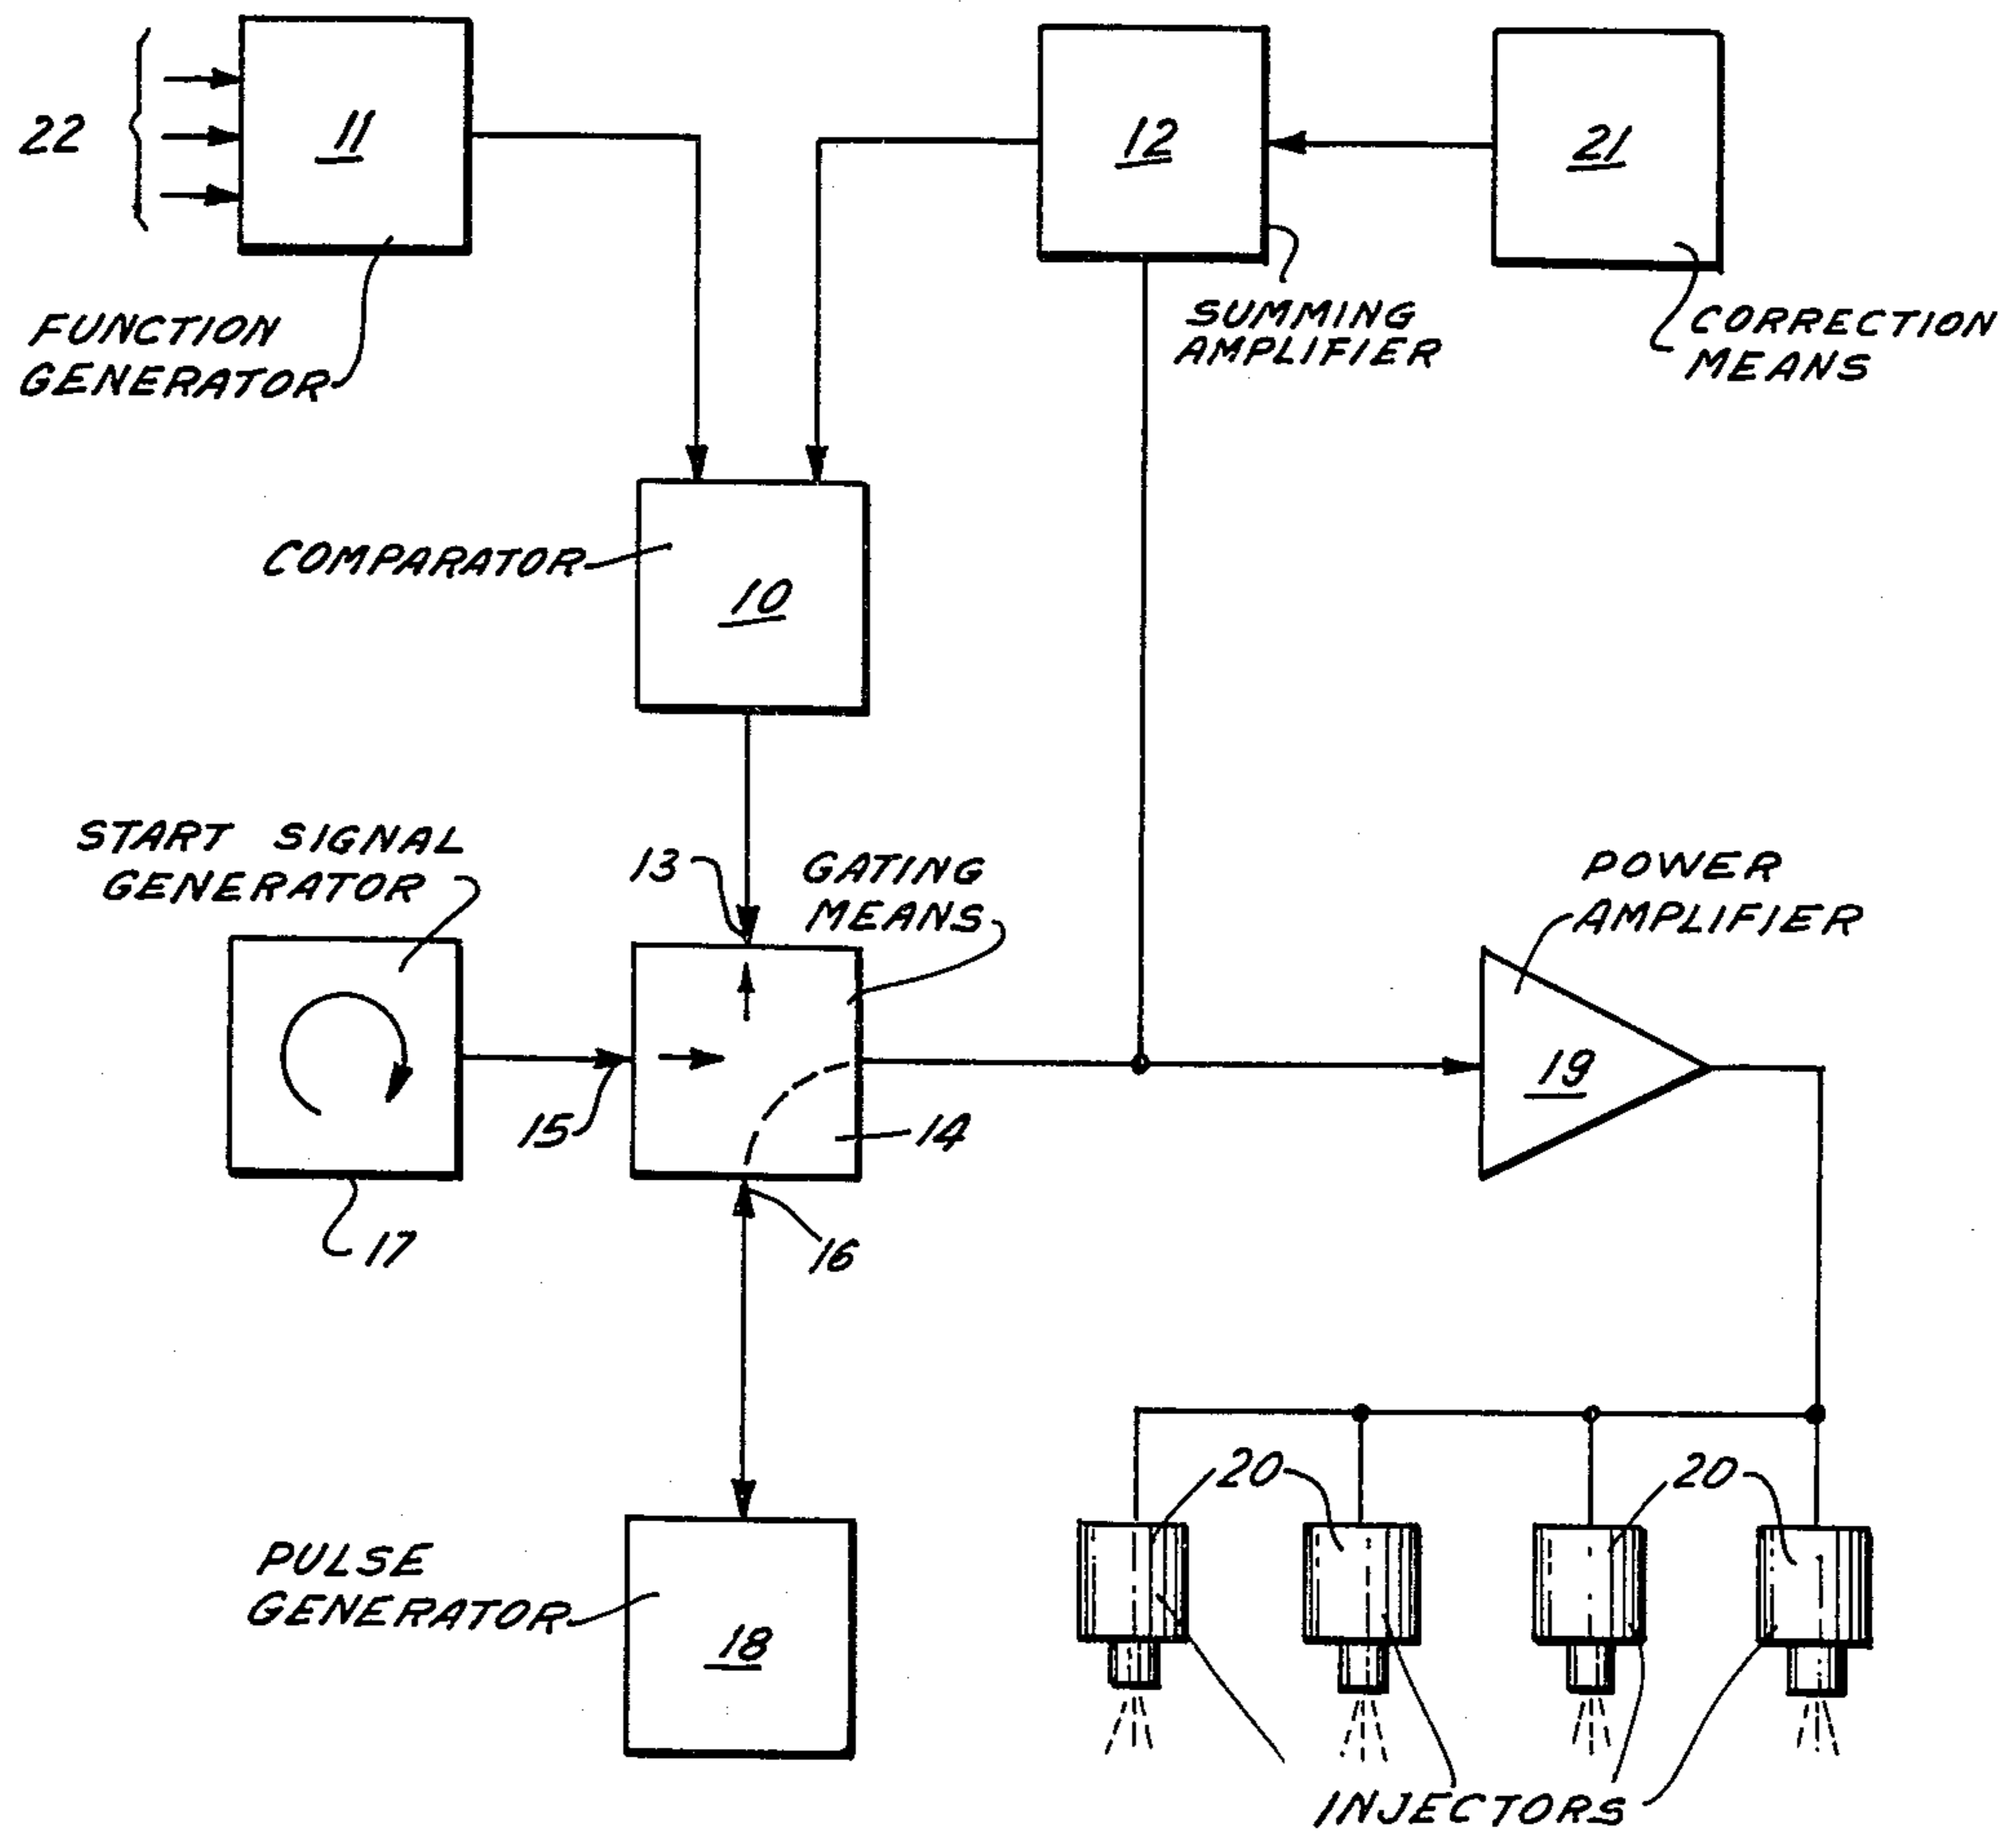 22
11
12
21
FUNCTION
GENERATOR
SUMMING
AMPLIFIER
CORRECTION
MEANS
COMPARATOR
10
START SIGNAL
GENERATOR
13
GATING
MEANS
POWER
AMPLIFIER
15
14
19
17
16
20
20
PULSE
GENERATOR
18
INJECTORS